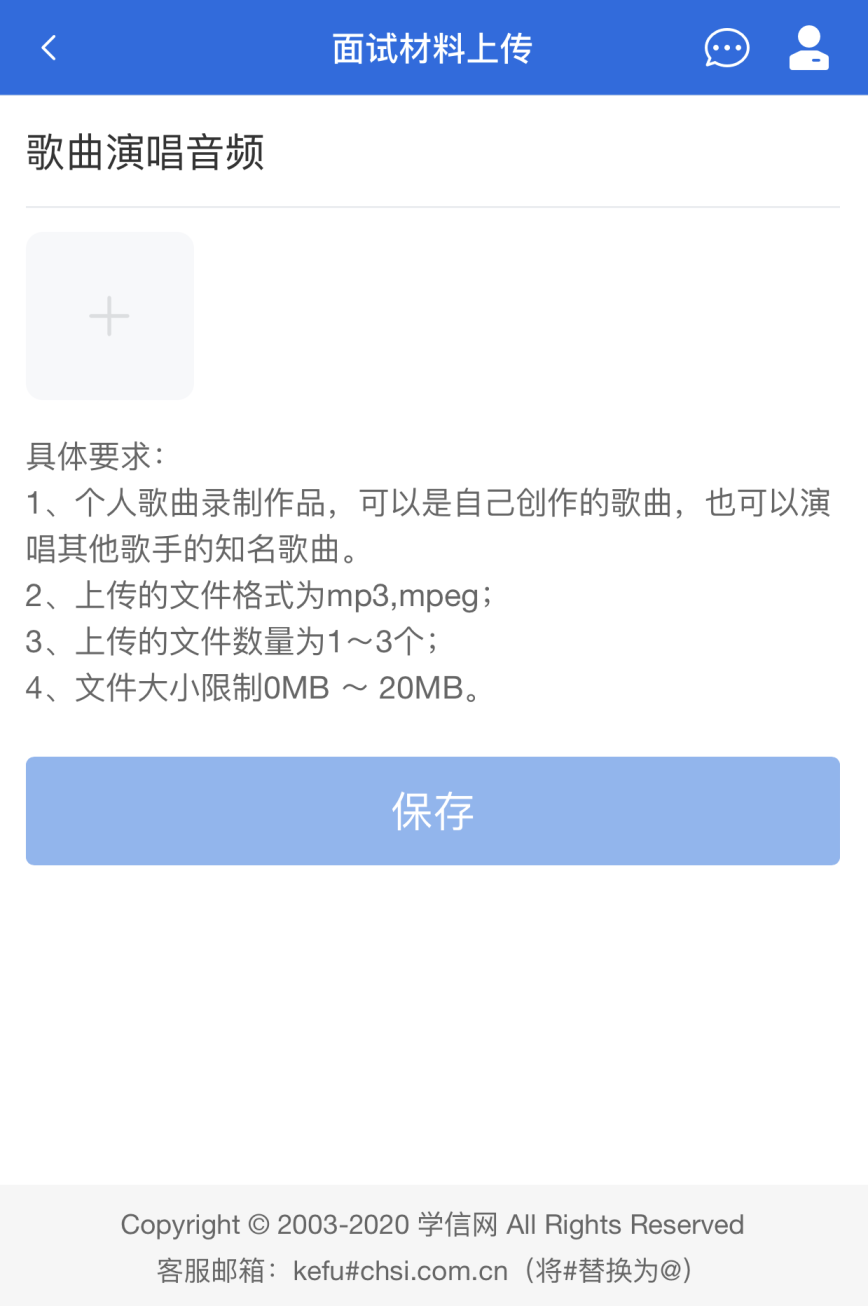 面试材料上传
歌曲演唱音频
具体要求：
1、个人歌曲录制作品，可以是自己创作的歌曲，也可以演
唱其他歌手的知名歌曲。
2、上传的文件格式为mp3,mpeg；
3、上传的文件数量为1～3个；
4、文件大小限制0MB ～ 20MB。
保存
Copyright © 2003-2020 学信网 All Rights Reserved
客服邮箱：kefu#chsi.com.cn（将#替换为@）